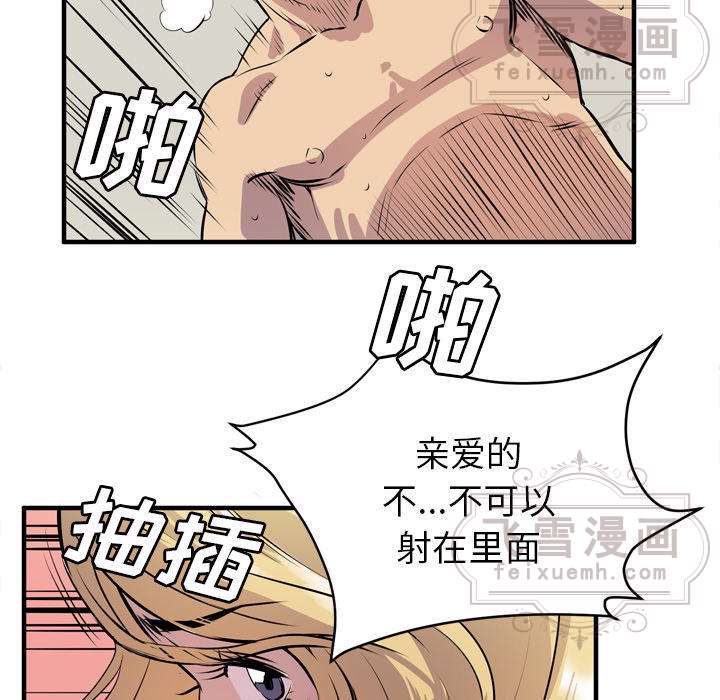 飞雪漫画
feixuemh.com
啪
啪
亲爱的
不...不可以
射在里面
飞雪漫画
feixuemh.com
抽插